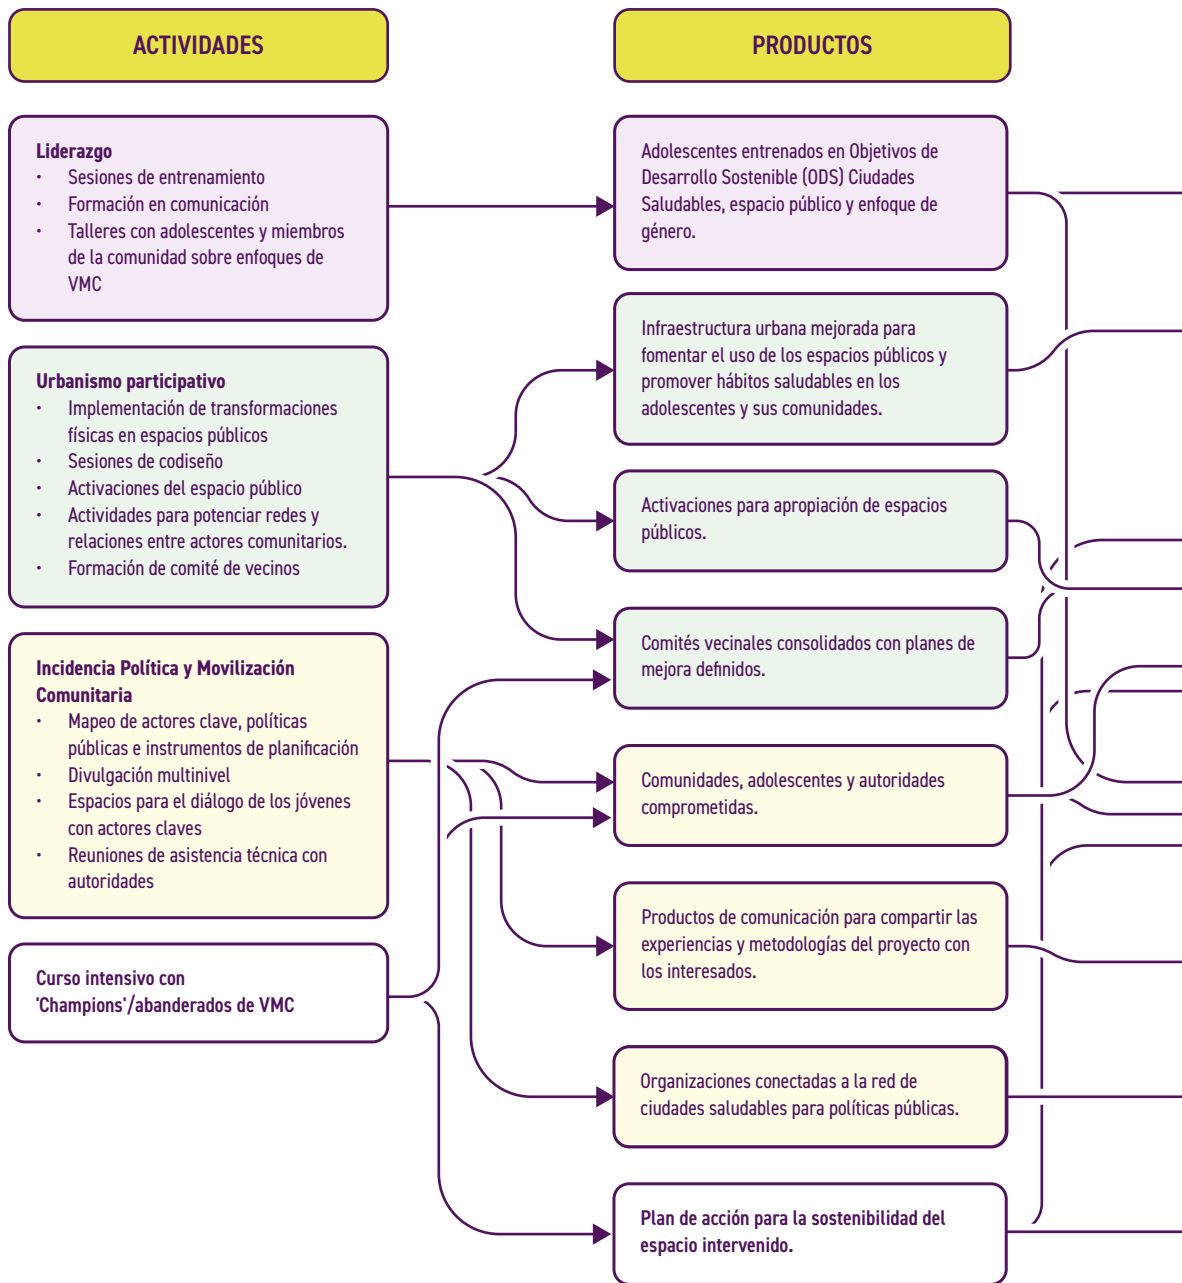 ACTIVIDADES
PRODUCTOS
Liderazgo
• Sesiones de entrenamiento
• Formación en comunicación
• Talleres con adolescentes y miembros
de la comunidad sobre enfoques de
VMC
Urbanismo participativo
• Implementación de transformaciones
físicas en espacios públicos
• Sesiones de codiseño
• Activaciones del espacio público
• Actividades para potenciar redes y
relaciones entre actores comunitarios.
• Formación de comité de vecinos
Incidencia Política y Movilización
Comunitaria
• Mapeo de actores clave, políticas
públicas e instrumentos de planificación
• Divulgación multinivel
• Espacios para el diálogo de los jóvenes
con actores claves
• Reuniones de asistencia técnica con
autoridades
Curso intensivo con
'Champions'/abanderados de VMC
Adolescentes entrenados en Objetivos de
Desarrollo Sostenible (ODS) Ciudades
Saludables, espacio público y enfoque de
género.
Infraestructura urbana mejorada para
fomentar el uso de los espacios públicos y
promover hábitos saludables en los
adolescentes y sus comunidades.
Activaciones para apropiación de espacios
públicos.
Comités vecinales consolidados con planes de
mejora definidos.
Comunidades, adolescentes y autoridades
comprometidas.
Productos de comunicación para compartir las
experiencias y metodologías del proyecto con
los interesados.
Organizaciones conectadas a la red de
ciudades saludables para políticas públicas.
Plan de acción para la sostenibilidad del
espacio intervenido.